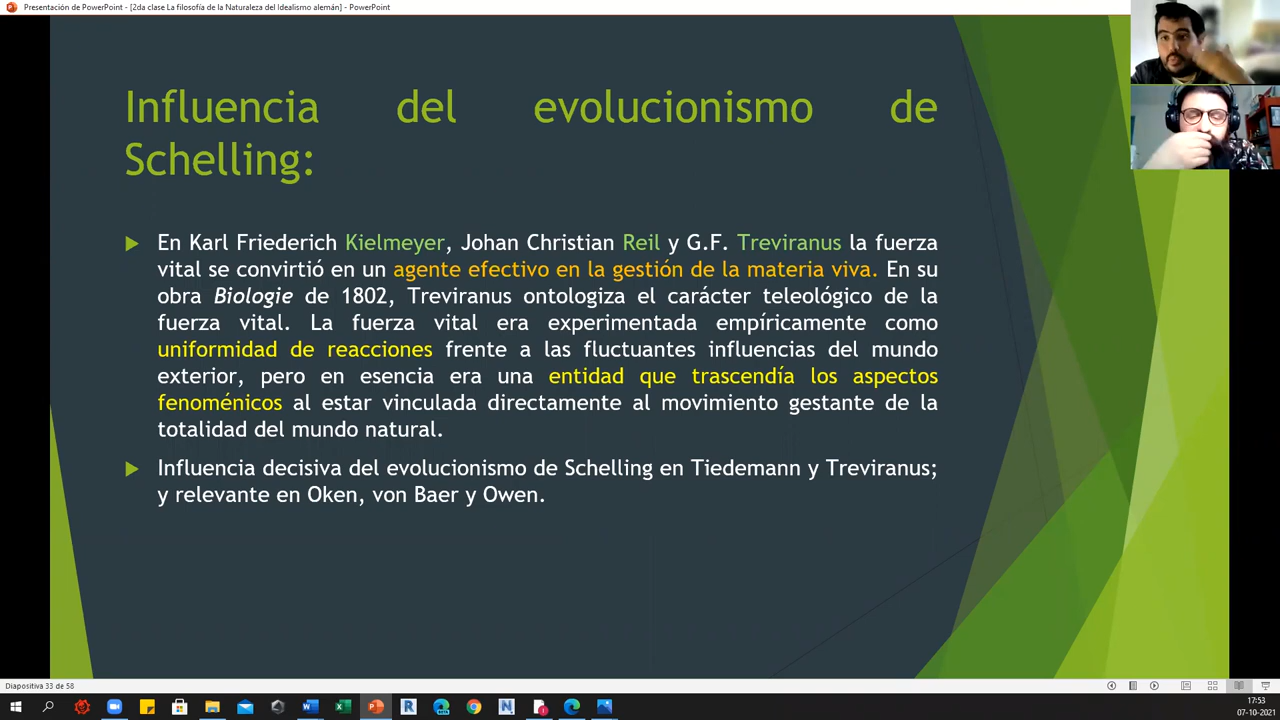 Presentación de PowerPoint - [2da clase La filosofía de la Naturaleza del Idealismo alemán] - PowerPoint
Influencia del evolucionismo de
Schelling:
En Karl Friederich Kielmeyer, Johan Christian Reil y G.F. Treviranus la fuerza
vital se convirtió en un agente efectivo en la gestión de la materia viva. En su
obra Biologie de 1802, Treviranus ontologiza el carácter teleológico de la
fuerza vital. La fuerza vital era experimentada empíricamente como
uniformidad de reacciones frente a las fluctuantes influencias del mundo
exterior, pero en esencia era una entidad que trascendía los aspectos
fenoménicos al estar vinculada directamente al movimiento gestante de la
totalidad del mundo natural.
Influencia decisiva del evolucionismo de Schelling en Tiedemann y Treviranus;
y relevante en Oken, von Baer y Owen.
Diapositiva 33 de 58
17:53
07-10-2021